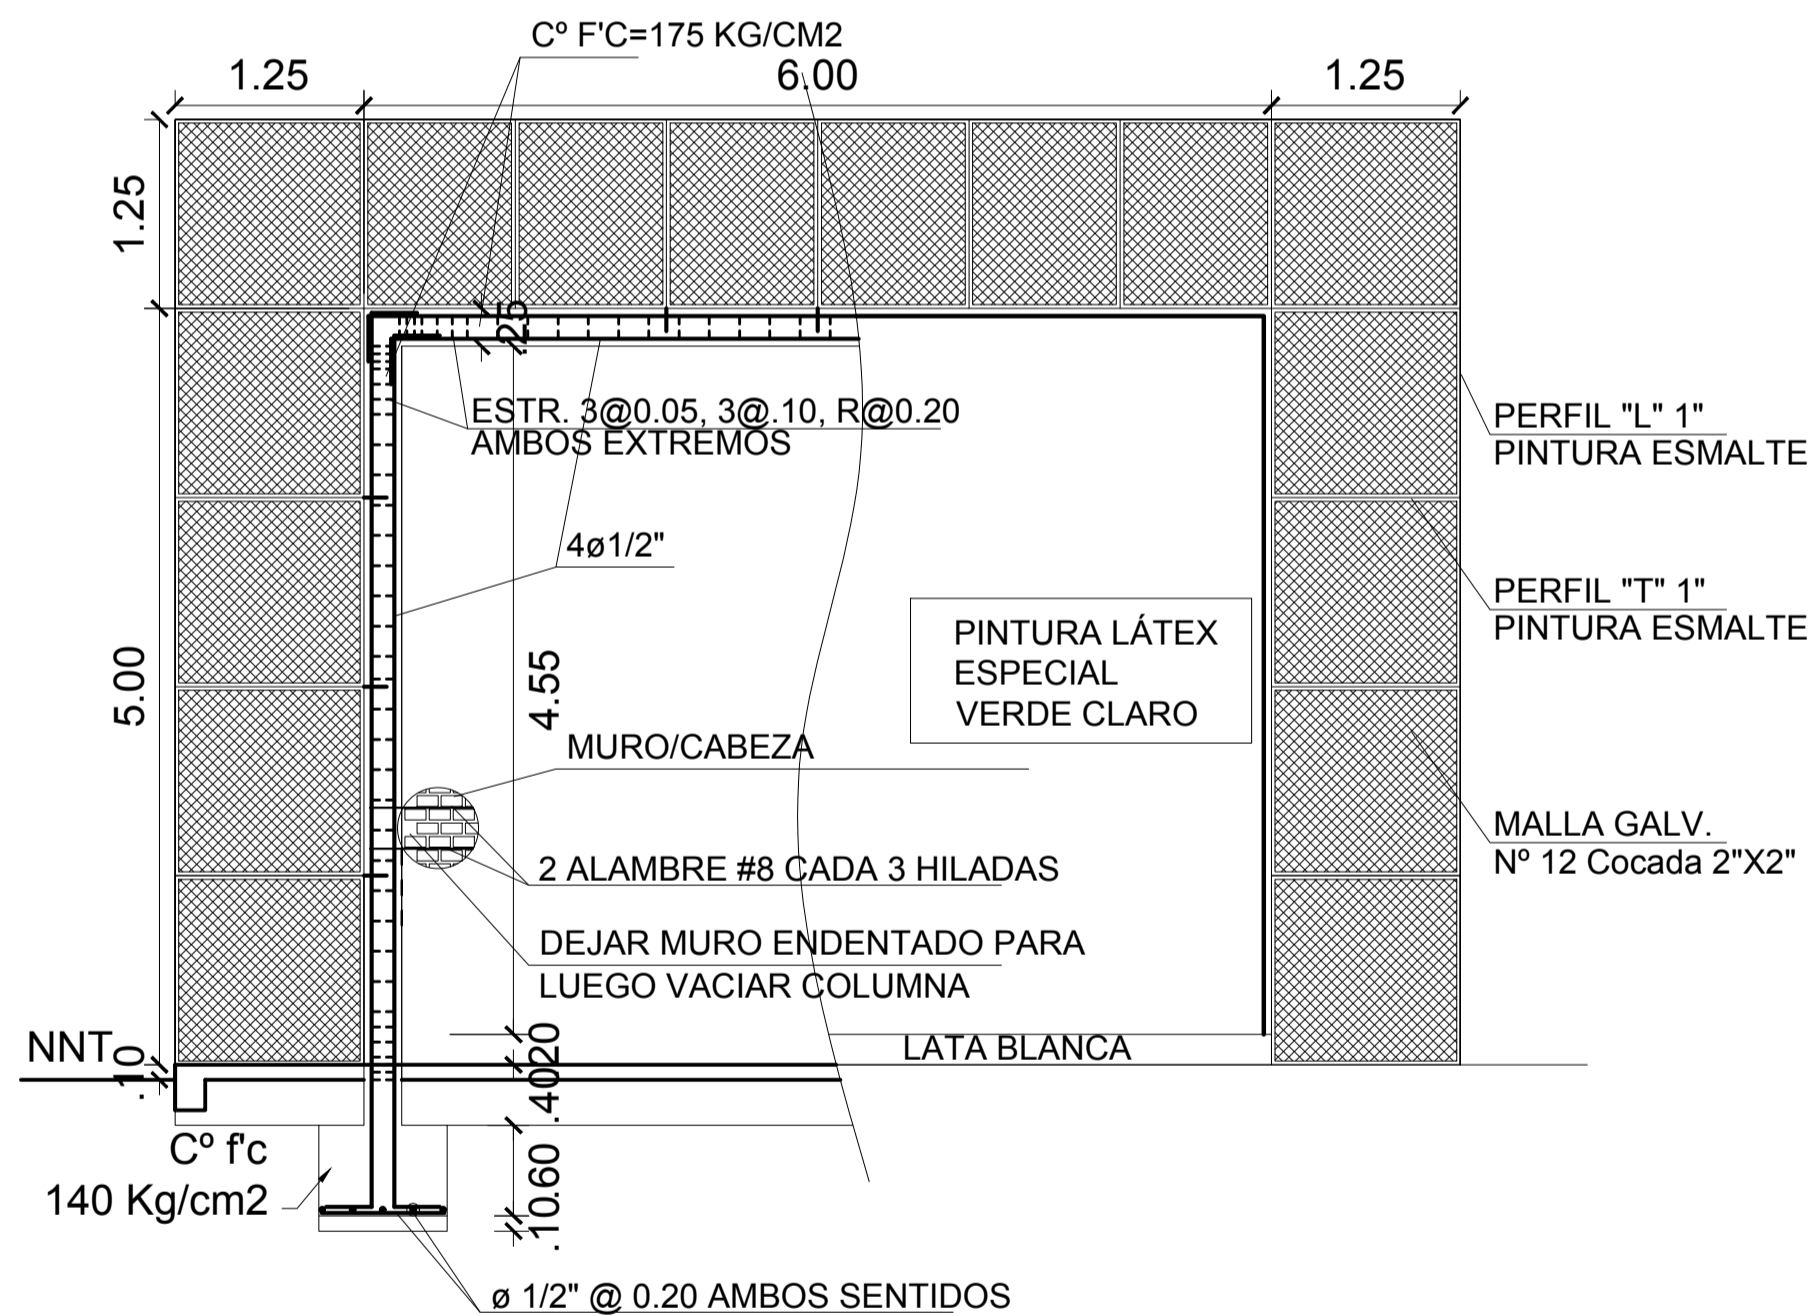 Cº F'C=175 KG/CM2
1.25
6.00
1.25
1.25
.25
ESTR. 3@0.05, 3@.10, R@0.20
AMBOS EXTREMOS
PERFIL "L" 1"
PINTURA ESMALTE
4ø1/2"
PERFIL "T" 1"
PINTURA ESMALTE
PINTURA LÁTEX
ESPECIAL
VERDE CLARO
5.00
4.55
MURO/CABEZA
MALLA GALV.
Nº 12 Cocada 2"X2"
2 ALAMBRE #8 CADA 3 HILADAS
DEJAR MURO ENDENTADO PARA
LUEGO VACIAR COLUMNA
NNT
.10
.20
LATA BLANCA
.40
Cº f'c
140 Kg/cm2
.60
.10
ø 1/2" @ 0.20 AMBOS SENTIDOS